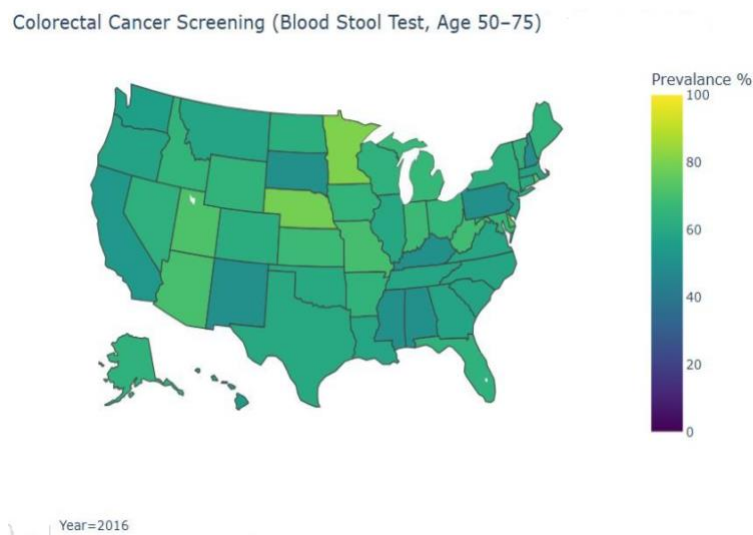 Colorectal Cancer Screening (Blood Stool Test, Age 50–75)
Prevalance %
100
80
60
40
20
0
Year=2016